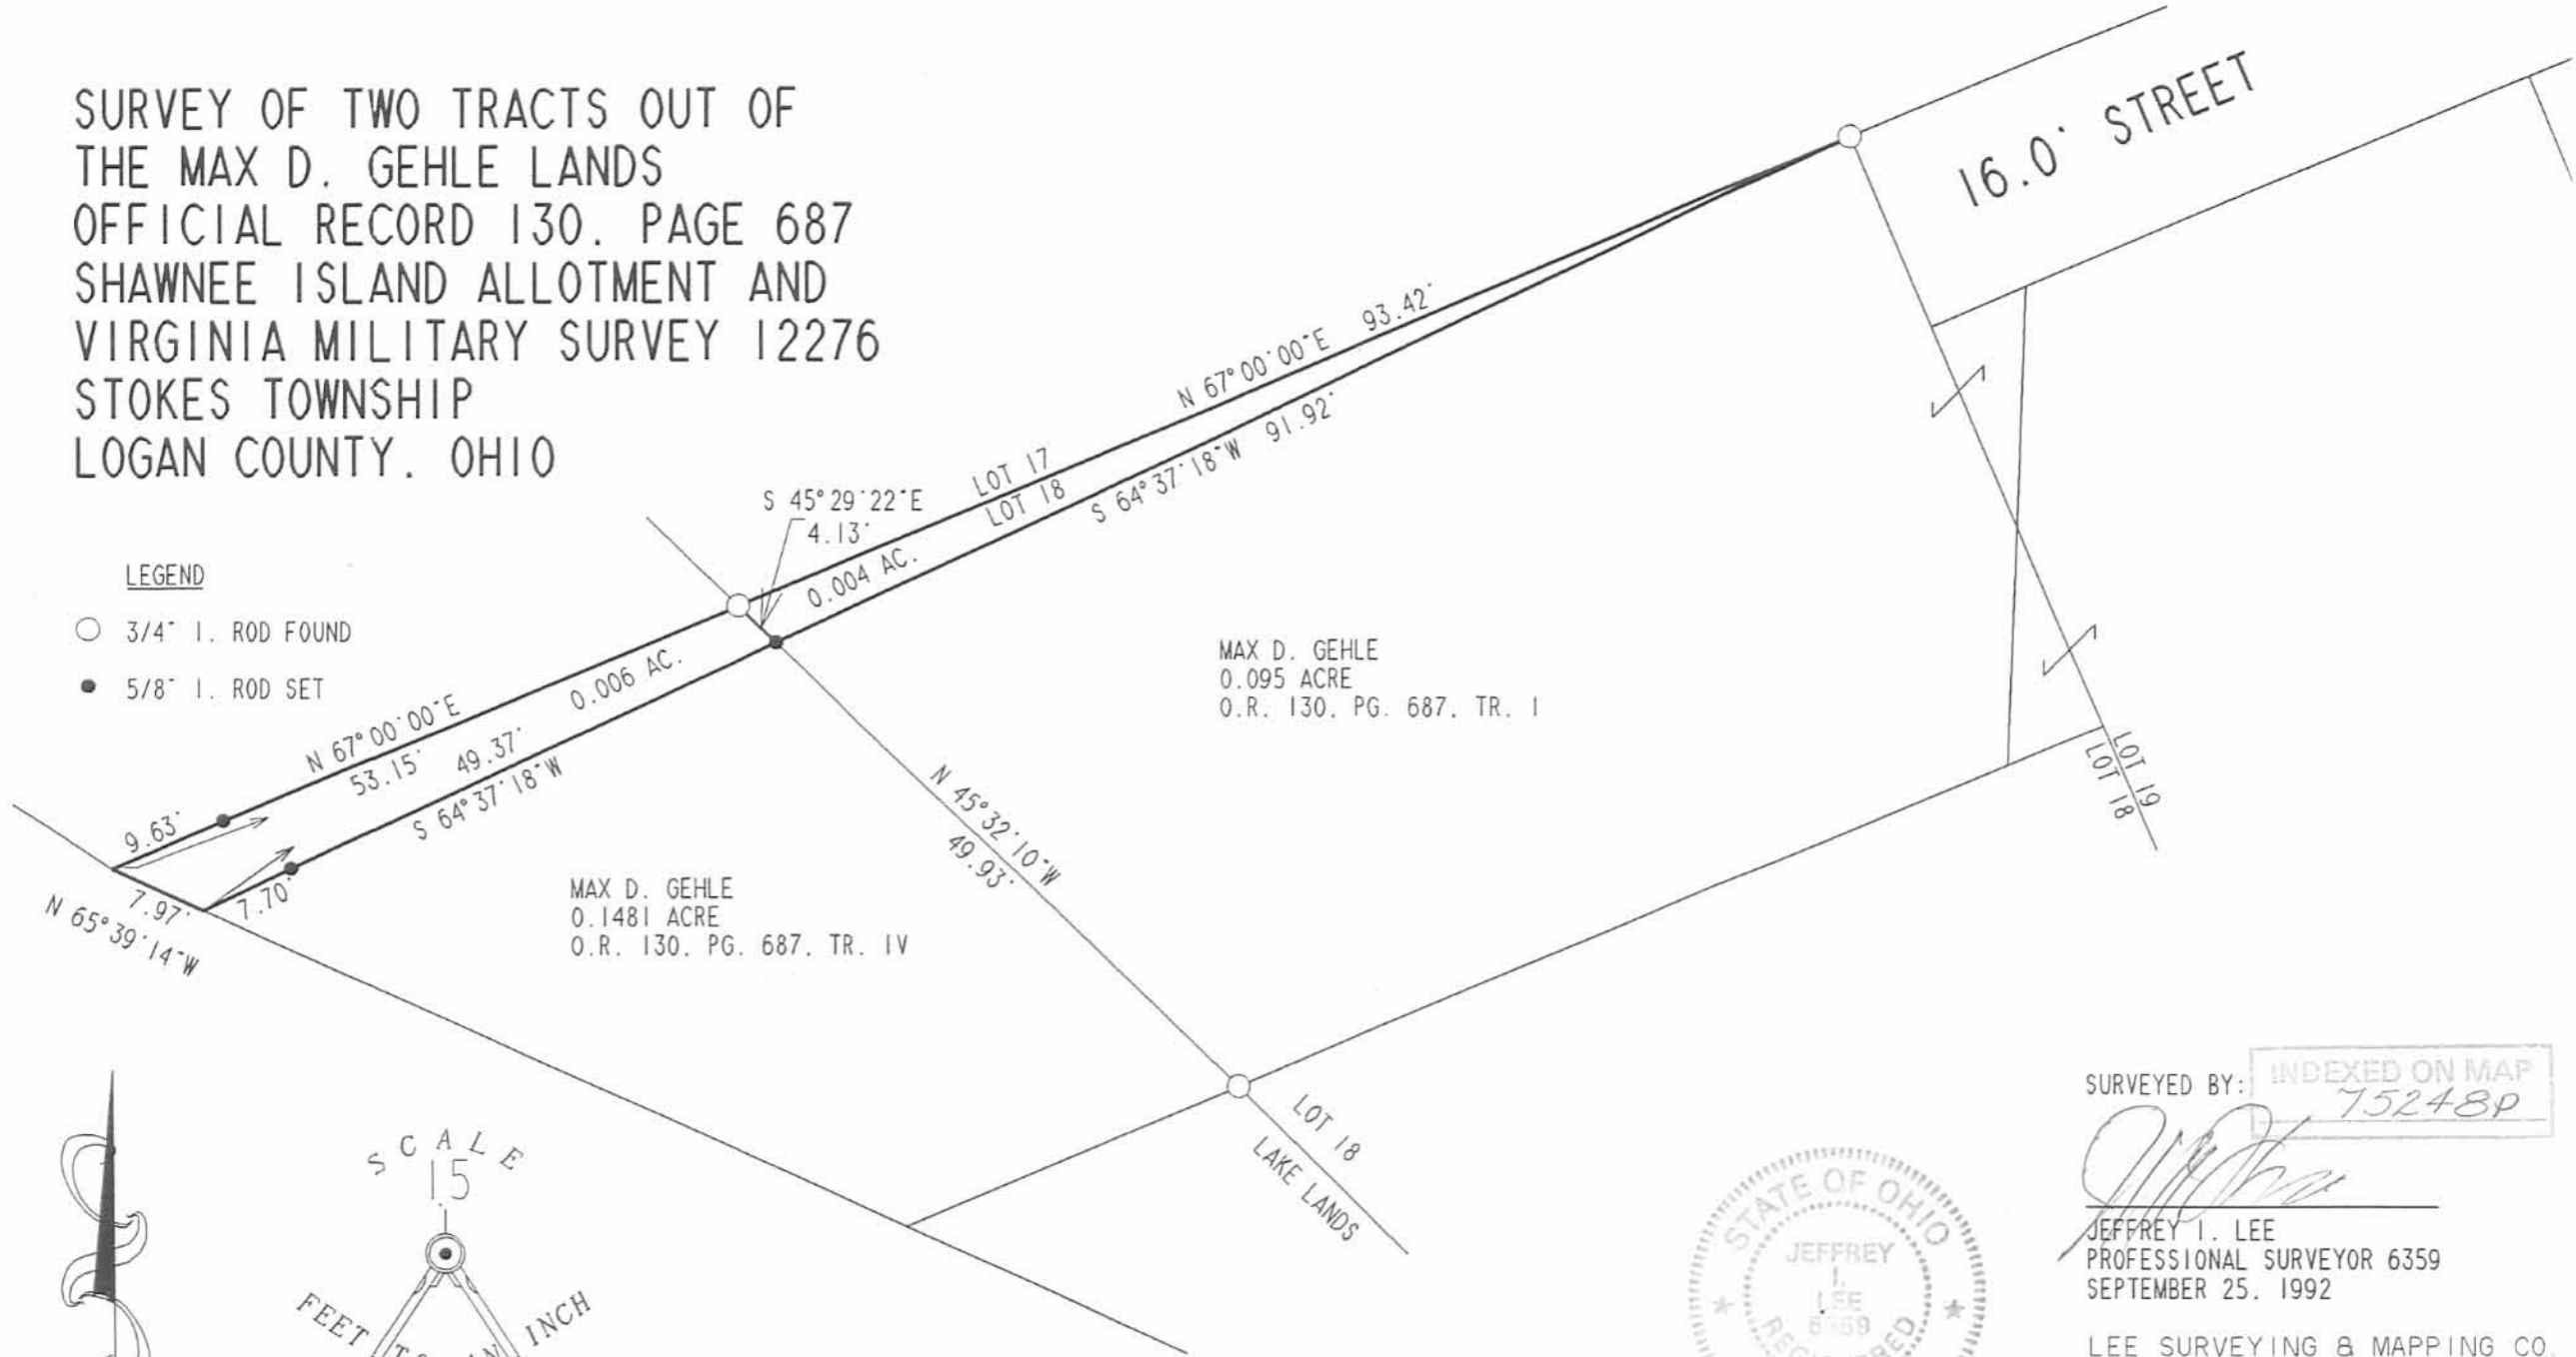 SURVEY OF TWO TRACTS OUT OF
THE MAX D. GEHLE LANDS
OFFICIAL RECORD 130. PAGE 687
SHAWNEE ISLAND ALLOTMENT AND
VIRGINIA MILITARY SURVEY 12276
STOKES TOWNSHIP
LOGAN COUNTY. OHIO
16.0' STREET
LEGEND
3/4" I. ROD FOUND
5/8" I. ROD SET
N 67°00'00"E 93.42'
S 64°37'18"W 91.92'
LOT 17
LOT 18
S 45°29'22"E
4.13'
0.004 AC.
0.006 AC.
N 67°00'00"E
53.15'
49.37'
S 64°37'18"W
9.63'
7.97'
7.70'
N 65°39'14"W
MAX D. GEHLE
0.095 ACRE
O.R. 130. PG. 687. TR. I
MAX D. GEHLE
0.1481 ACRE
O.R. 130. PG. 687. TR. IV
N 45°32'10"W
49.93'
LOT 19
LOT 18
LOT 18
LAKE LANDS
SCALE
15
FEET TO AN INCH
STATE OF OHIO
JEFFREY
I.
LEE
6359
REGISTERED
SURVEYED BY:
INDEXED ON MAP
75248P
JEFFREY I. LEE
PROFESSIONAL SURVEYOR 6359
SEPTEMBER 25. 1992
LEE SURVEYING & MAPPING CO.